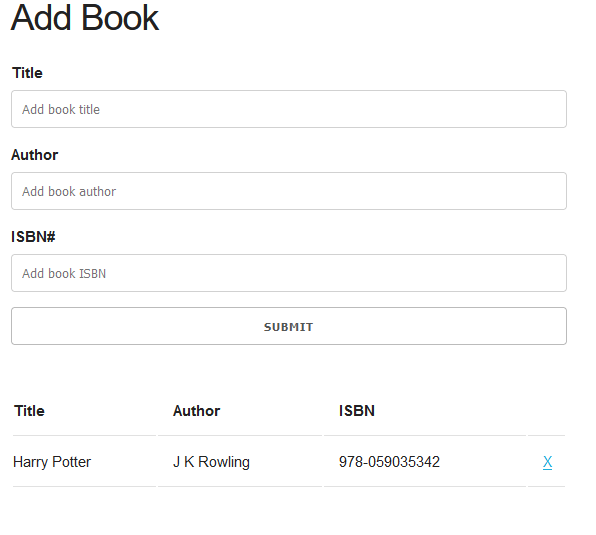 Add Book
Title
Add book title
Author
Add book author
ISBN#
Add book ISBN
SUBMIT
Title Author ISBN
Harry Potter J K Rowling 978-059035342 X